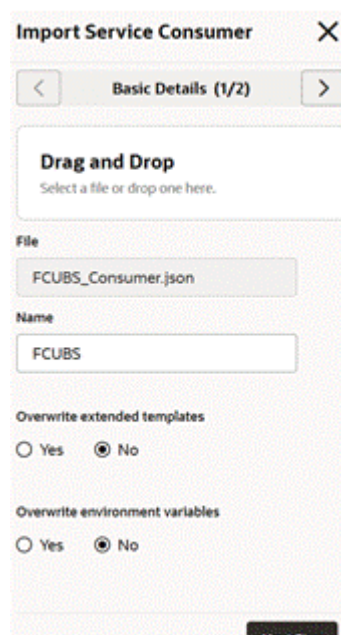 Import Service Consumer
Basic Details (1/2)
Drag and Drop
Select a file or drop one here.
File
FCUBS_Consumer.json
Name
FCUBS
Overwrite extended templates
Yes No
Overwrite environment variables
Yes No